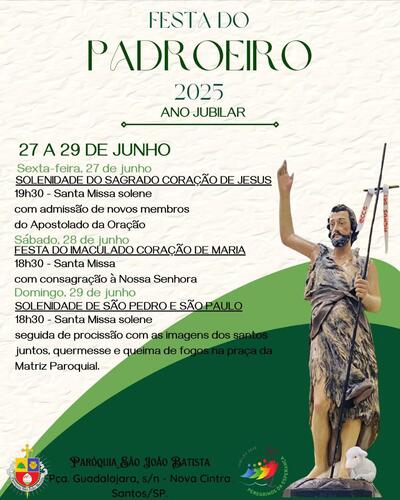 FESTA DO
PADROEIRO
2025
ANO JUBILAR
27 A 29 DE JUNHO
Sexta-feira, 27 de junho
SOLENIDADE DO SAGRADO CORAÇÃO DE JESUS
19h30 - Santa Missa solene
com admissão de novos membros
do Apostolado da Oração
Sábado, 28 de junho
FESTA DO IMACULADO CORAÇÃO DE MARIA
18h30 - Santa Missa
com consagração à Nossa Senhora
Domingo, 29 de junho
SOLENIDADE DE SÃO PEDRO E SÃO PAULO
18h30 - Santa Missa solene
seguida de procissão com as imagens dos santos
juntos, quermesse e queima de fogos na praça da
Matriz Paroquial.
Paróquia São João Batista
Pça. Guadalajara, s/n - Nova Cintra
Santos/SP.
PEREGRINOS DA ESPERANÇA